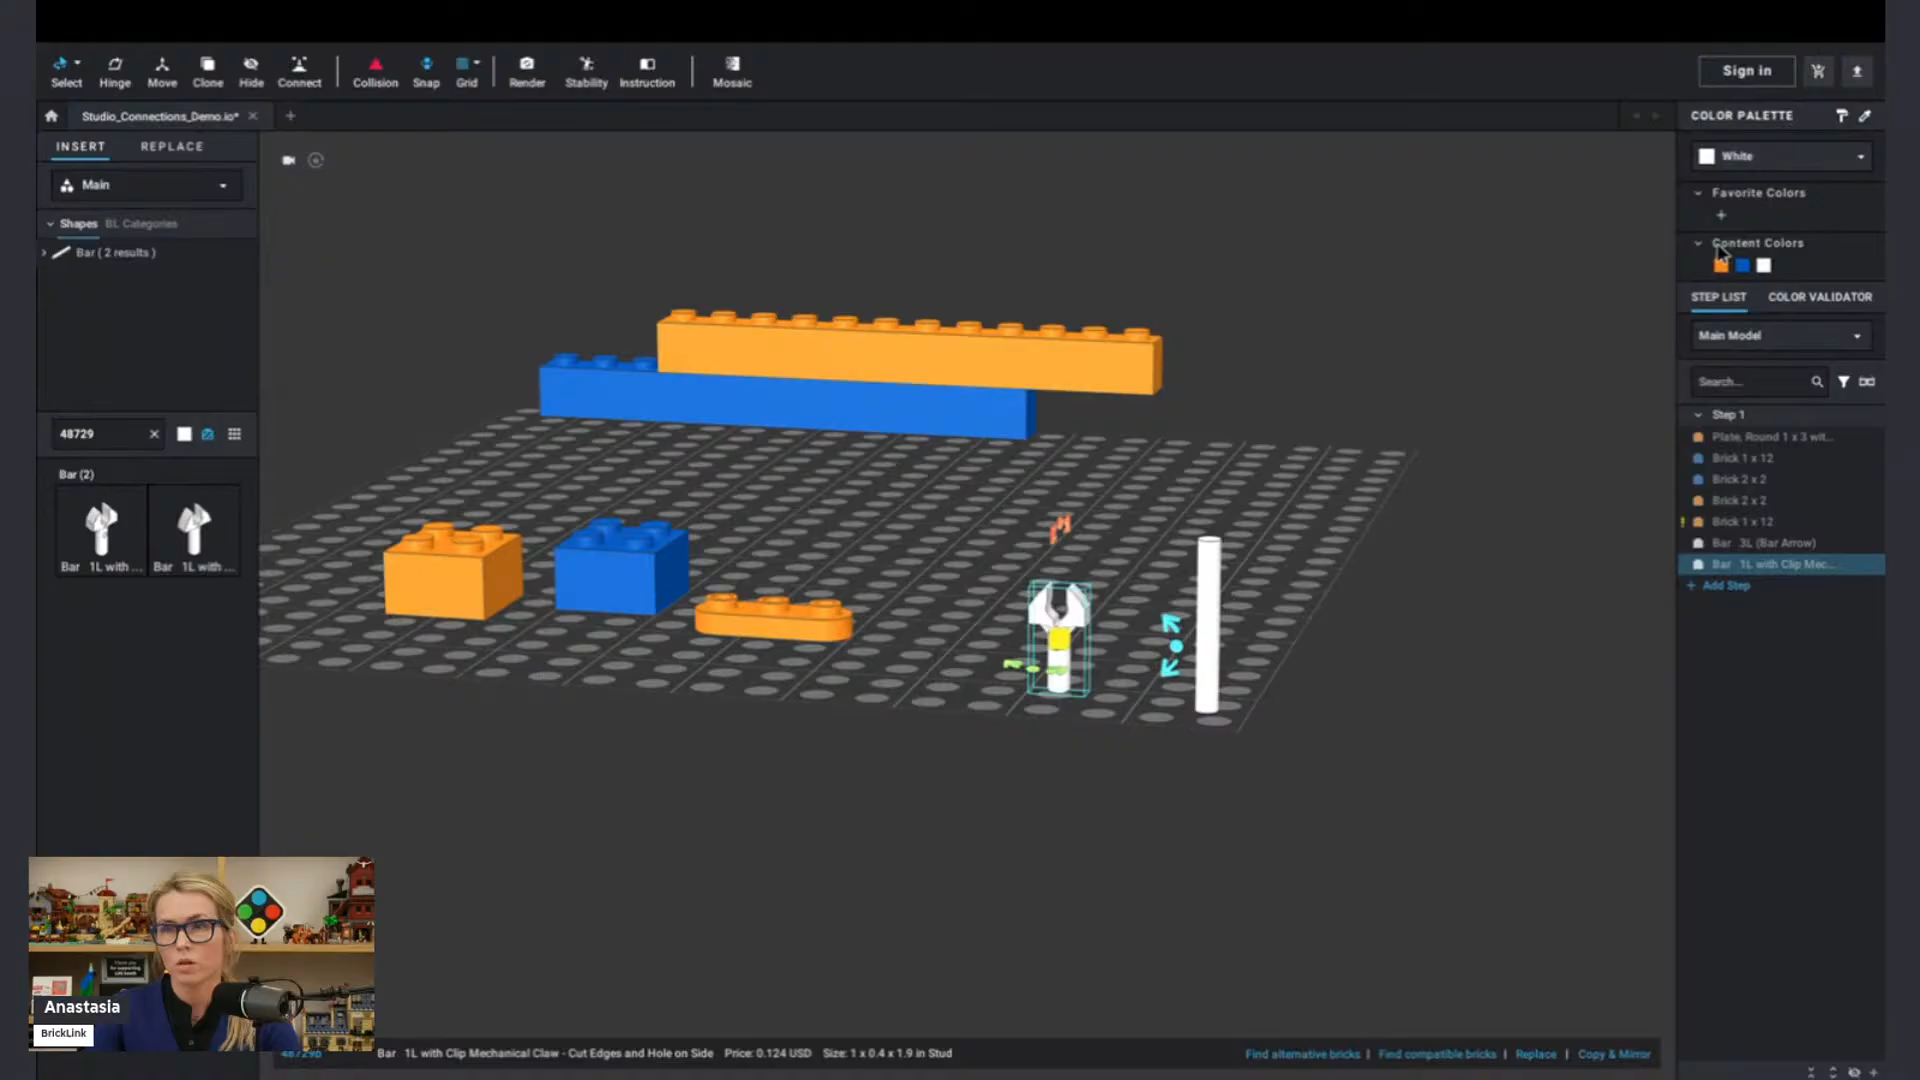 Select
Hinge
Move
Clone
Hide
Connect
Collision
Snap
Grid
Render
Stability
Instruction
Mosaic
Sign in
Studio_Connections_Demo.io*
INSERT
REPLACE
Main
Shapes
BL Categories
Bar ( 2 results )
48729
Bar (2)
Bar 1L with ...
Bar 1L with ...
COLOR PALETTE
White
Favorite Colors
Content Colors
STEP LIST
COLOR VALIDATOR
Main Model
Search...
Step 1
Plate, Round 1 x 3 wit...
Brick 1 x 12
Brick 2 x 2
Brick 2 x 2
Brick 1 x 12
Bar 3L (Bar Arrow)
Bar 1L with Clip Mec...
+ Add Step
Anastasia
BrickLink
48729b
Bar 1L with Clip Mechanical Claw - Cut Edges and Hole on Side
Price: 0.124 USD
Size: 1 x 0.4 x 1.9 in Stud
Find alternative bricks | Find compatible bricks | Replace | Copy & Mirror